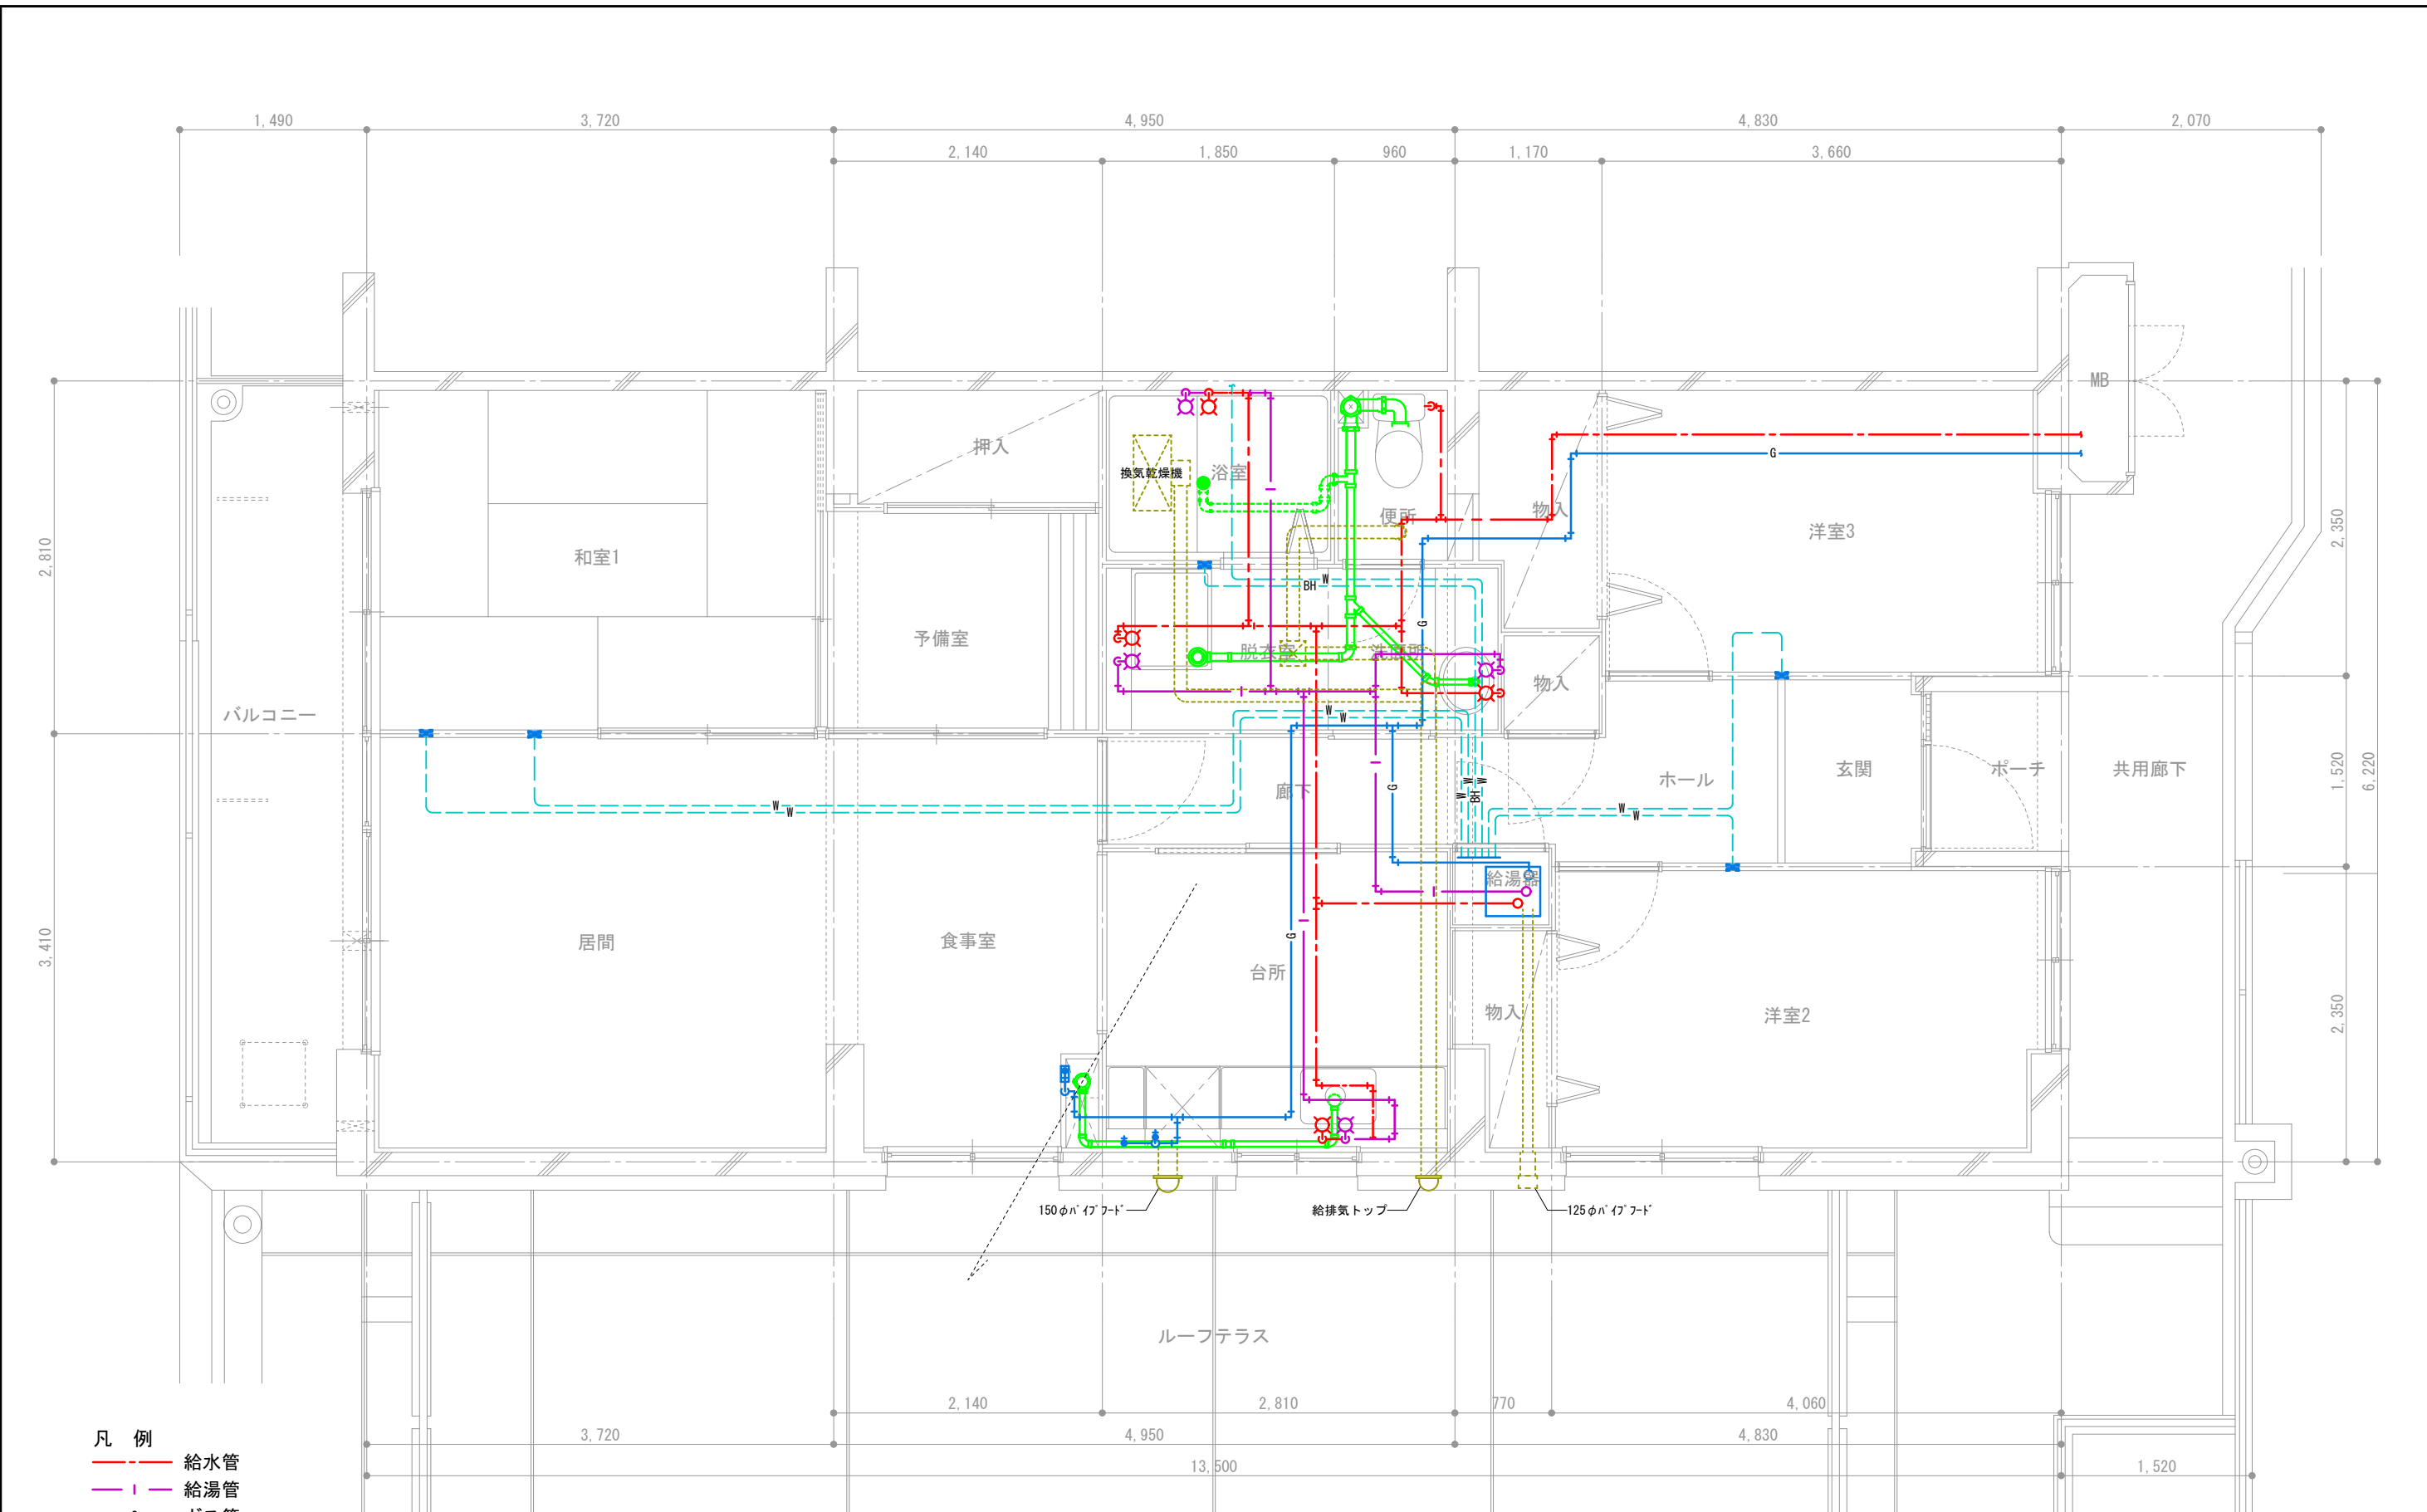 1,490 3,720 4,950 4,830 2,070
2,140 1,850 960 1,170 3,660
MB
押入
浴室
換気乾燥機
G
便所
物入
洋室3
2,810
2,350
和室1
W
BH
G
予備室
脱衣室
洗面所
物入
バルコニー
W
W
ホール
玄関
ポーチ
共用廊下
1,520
6,220
廊下
W
W
W
BH
W
G
W
W
給湯器
居間
食事室
台所
G
3,410
物入
洋室2
2,350
150φパイプフード
給排気トップ
125φパイプフード
ルーフテラス
2,140 2,810 770 4,060
3,720 4,950 4,830
13,500 1,520
凡 例
給水管
給湯管